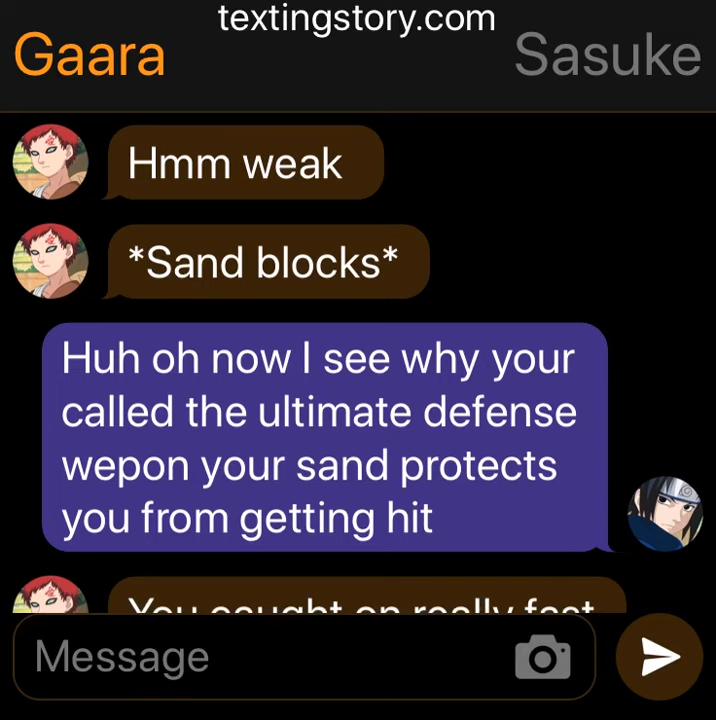 textingstory.com
Gaara
Sasuke
Hmm weak
*Sand blocks*
Huh oh now I see why your
called the ultimate defense
wepon your sand protects
you from getting hit
You caught on really fast
Message